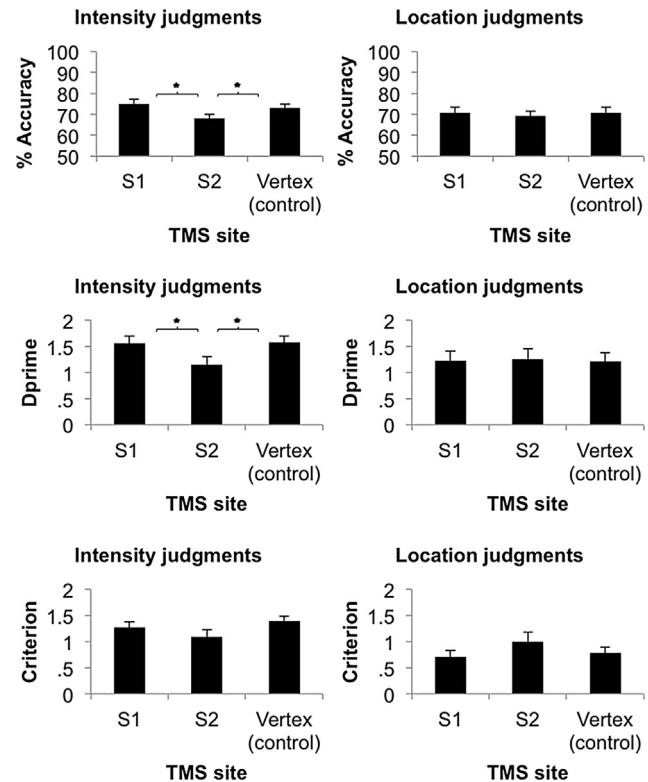 Intensity judgments
% Accuracy
100
90
80
70
60
50
* *
S1 S2 Vertex
(control)
TMS site
Location judgments
% Accuracy
100
90
80
70
60
50
S1 S2 Vertex
(control)
TMS site
Intensity judgments
Dprime
2
1.5
1
.5
0
* *
S1 S2 Vertex
(control)
TMS site
Location judgments
Dprime
2
1.5
1
.5
0
S1 S2 Vertex
(control)
TMS site
Intensity judgments
Criterion
2
1.5
1
.5
0
S1 S2 Vertex
(control)
TMS site
Location judgments
Criterion
2
1.5
1
.5
0
S1 S2 Vertex
(control)
TMS site